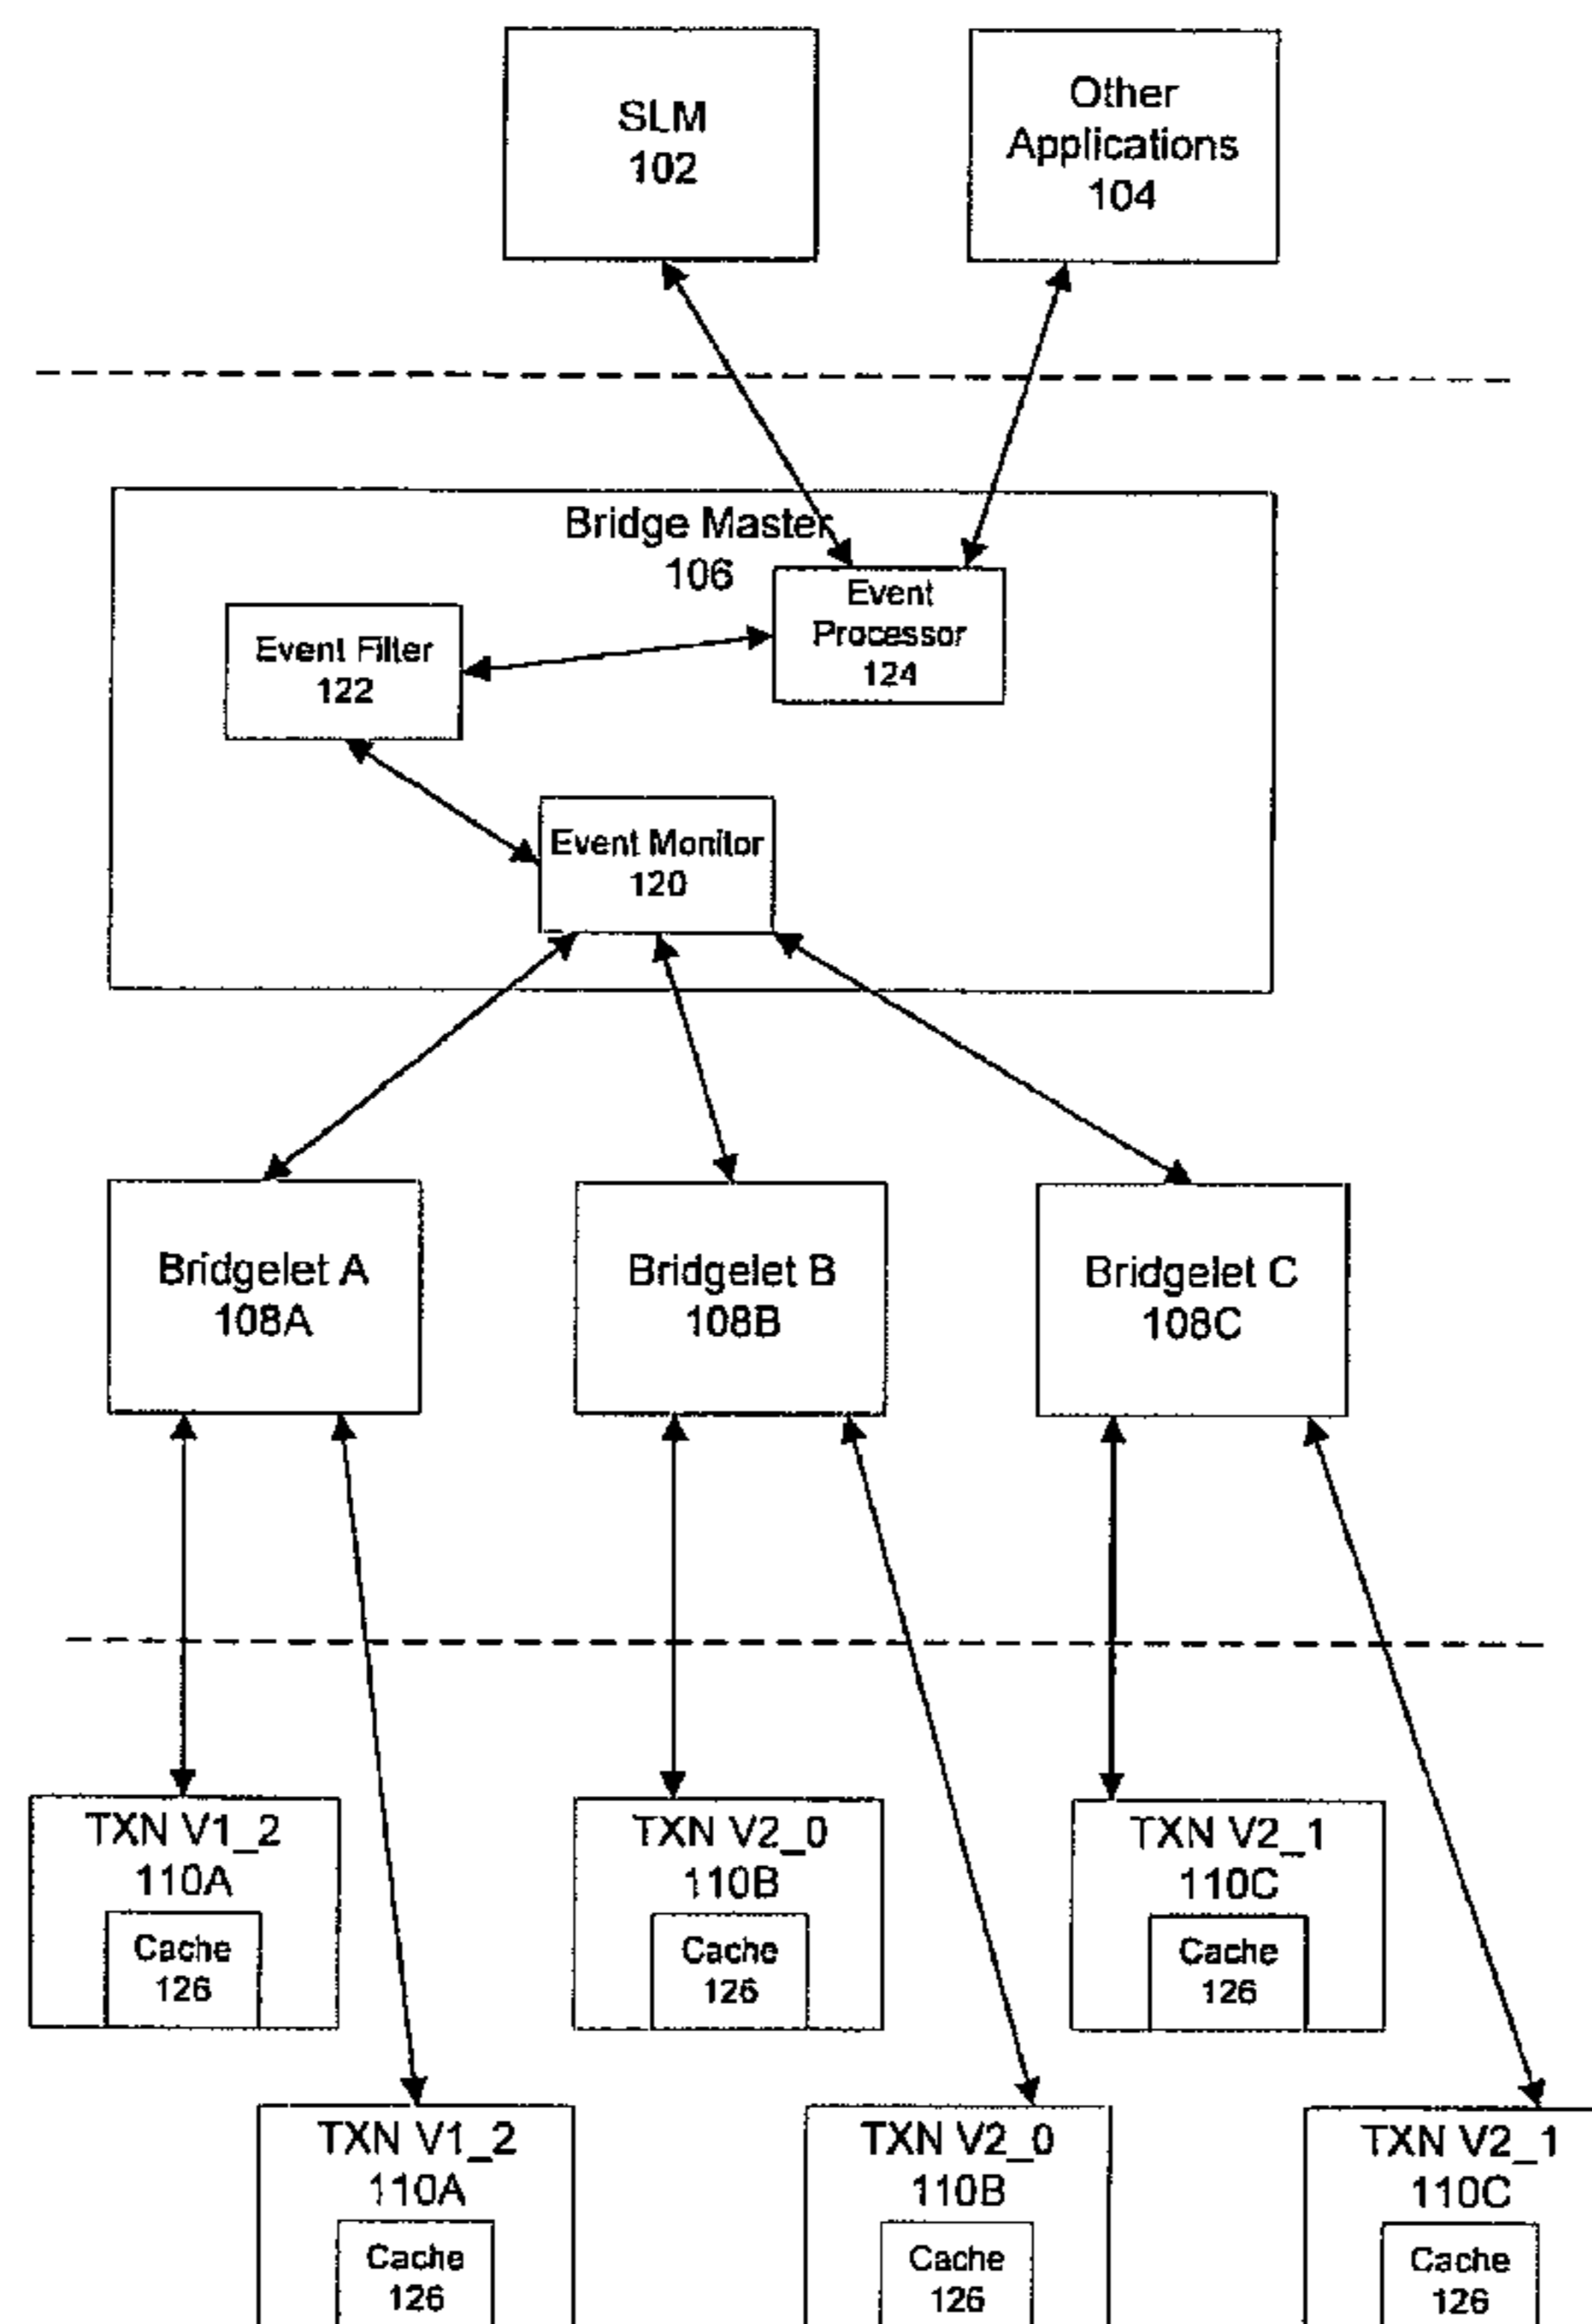 SLM
102
Other
Applications
104
Bridge Master
106
Event
Processor
124
Event Filter
122
Event Monitor
120
Bridgelet A
108A
Bridgelet B
108B
Bridgelet C
108C
TXN V1_2
110A
Cache
126
TXN V2_0
110B
Cache
126
TXN V2_1
110C
Cache
126
TXN V1_2
110A
Cache
126
TXN V2_0
110B
Cache
126
TXN V2_1
110C
Cache
126